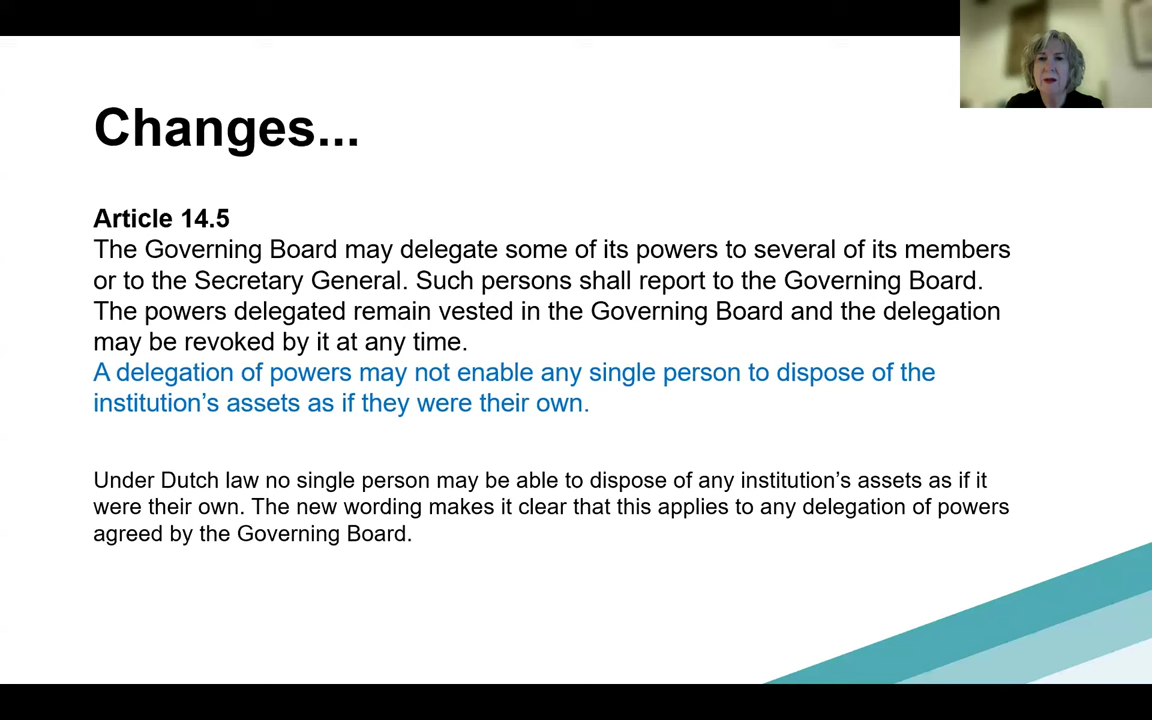 Changes...
Article 14.5
The Governing Board may delegate some of its powers to several of its members
or to the Secretary General. Such persons shall report to the Governing Board.
The powers delegated remain vested in the Governing Board and the delegation
may be revoked by it at any time.
A delegation of powers may not enable any single person to dispose of the
institution’s assets as if they were their own.
Under Dutch law no single person may be able to dispose of any institution’s assets as if it
were their own. The new wording makes it clear that this applies to any delegation of powers
agreed by the Governing Board.